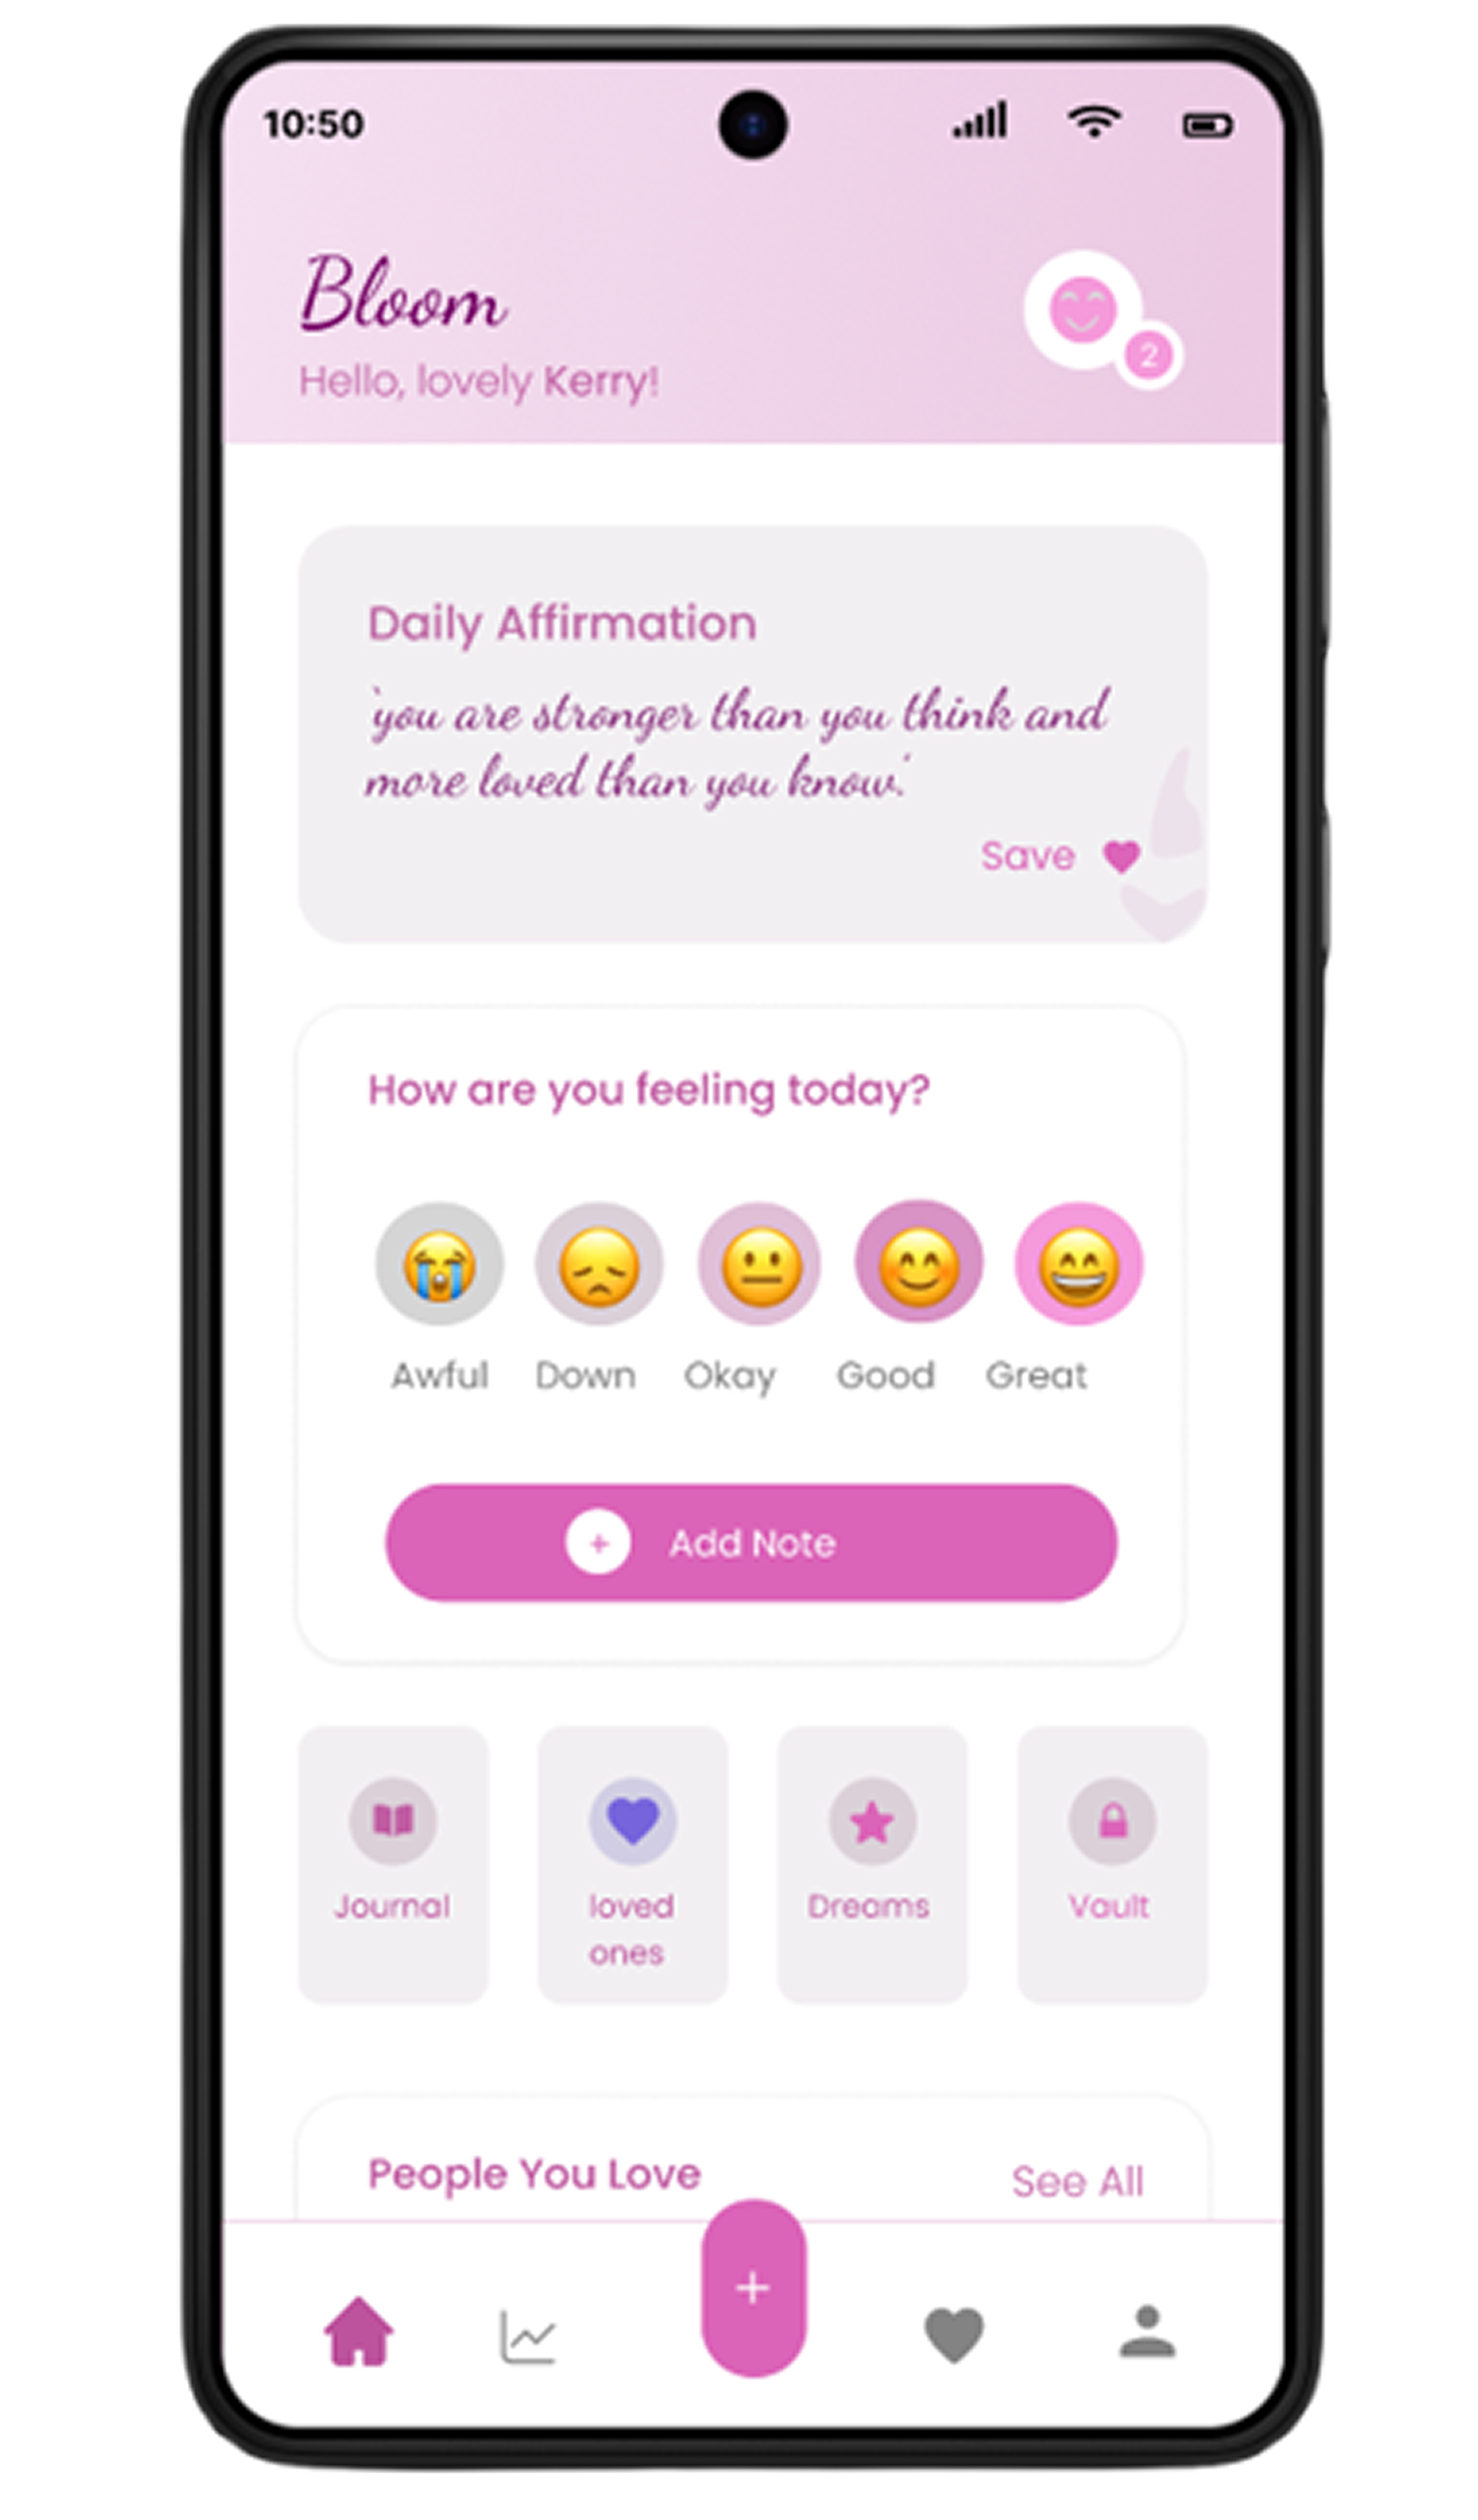 10:50
Bloom
2
Hello, lovely Kerry!
Daily Affirmation
'you are stronger than you think and
more loved than you know.'
Save
How are you feeling today?
Awful Down Okay Good Great
+ Add Note
Journal loved Dreams Vault
ones
People You Love See All
+